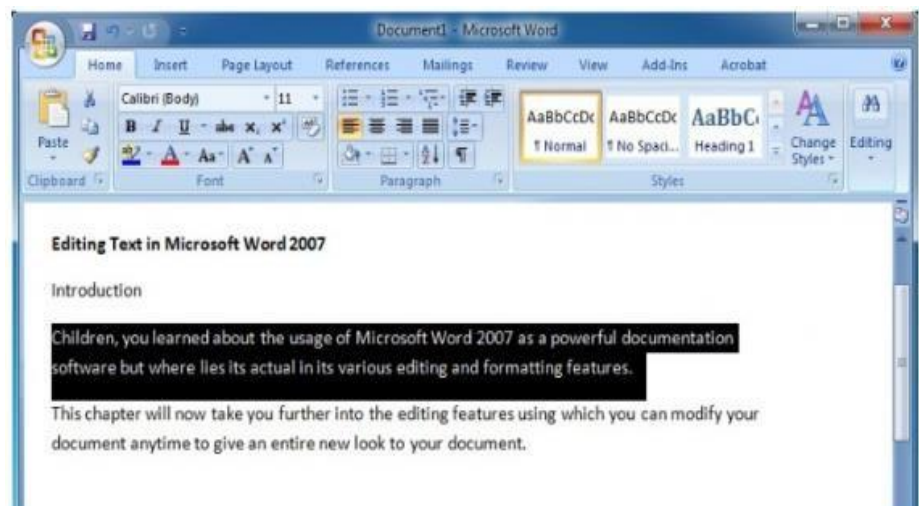 Document1 - Microsoft Word
Home Insert Page Layout References Mailings Review View Add-Ins Acrobat
Calibri (Body) 11
B I U abe x, x²
Aa A A
AaBbCcDc AaBbCcDc AaBbC
Paste
¶ Normal ¶ No Spaci... Heading 1 Change Styles Editing
Clipboard Font Paragraph Styles
Editing Text in Microsoft Word 2007
Introduction
Children, you learned about the usage of Microsoft Word 2007 as a powerful documentation
software but where lies its actual in its various editing and formatting features.
This chapter will now take you further into the editing features using which you can modify your
document anytime to give an entire new look to your document.